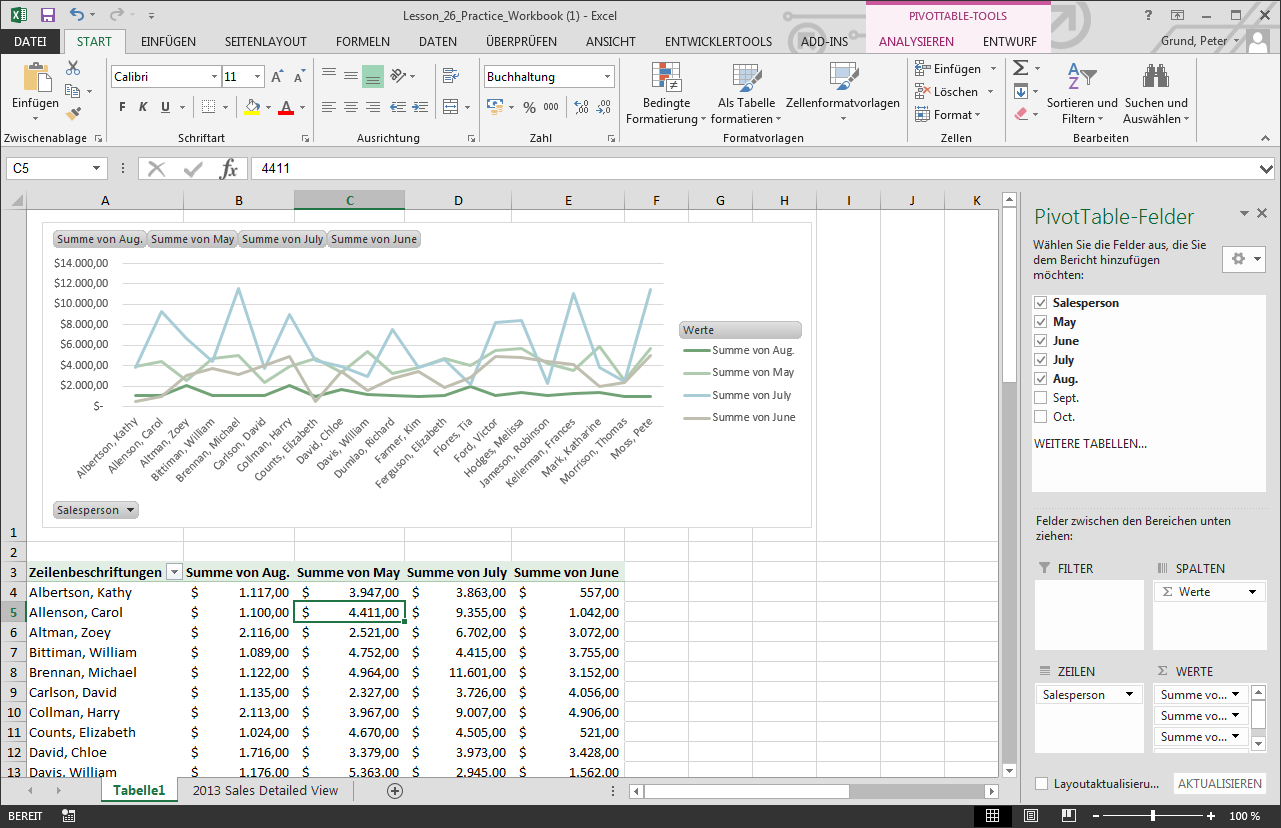 Lesson_26_Practice_Workbook (1) - Excel
PIVOTTABLE-TOOLS
?
DATEI START EINFÜGEN SEITENLAYOUT FORMELN DATEN ÜBERPRÜFEN ANSICHT ENTWICKLERTOOLS ADD-INS ANALYSIEREN ENTWURF Grund, Peter
Einfügen
Calibri 11
F K U
Buchhaltung
% 000
Bedingte Formatierung
Als Tabelle formatieren
Zellenformatvorlagen
Einfügen
Löschen
Format
Sortieren und Filtern
Suchen und Auswählen
Zwischenablage Schriftart Ausrichtung Zahl Formatvorlagen Zellen Bearbeiten
C5 fx 4411
A B C D E F G H I J K
Summe von Aug. Summe von May Summe von July Summe von June
$14.000,00
$12.000,00
$10.000,00
$8.000,00
$6.000,00
$4.000,00
$2.000,00
$-
Albertson, Kathy
Allenson, Carol
Altman, Zoey
Bittiman, William
Brennan, Michael
Carlson, David
Collman, Harry
Counts, Elizabeth
David, Chloe
Davis, William
Dumlao, Richard
Farmer, Kim
Ferguson, Elizabeth
Flores, Tia
Ford, Victor
Hodges, Melissa
Jameson, Robinson
Kellerman, Frances
Mark, Katharine
Morrison, Thomas
Moss, Pete
Werte
Summe von Aug.
Summe von May
Summe von July
Summe von June
Salesperson
1
2
3 Zeilenbeschriftungen Summe von Aug. Summe von May Summe von July Summe von June
4 Albertson, Kathy $ 1.117,00 $ 3.947,00 $ 3.863,00 $ 557,00
5 Allenson, Carol $ 1.100,00 $ 4.411,00 $ 9.355,00 $ 1.042,00
6 Altman, Zoey $ 2.116,00 $ 2.521,00 $ 6.702,00 $ 3.072,00
7 Bittiman, William $ 1.089,00 $ 4.752,00 $ 4.415,00 $ 3.755,00
8 Brennan, Michael $ 1.122,00 $ 4.964,00 $ 11.601,00 $ 3.152,00
9 Carlson, David $ 1.135,00 $ 2.327,00 $ 3.726,00 $ 4.056,00
10 Collman, Harry $ 2.113,00 $ 3.967,00 $ 9.007,00 $ 4.906,00
11 Counts, Elizabeth $ 1.024,00 $ 4.670,00 $ 4.505,00 $ 521,00
12 David, Chloe $ 1.716,00 $ 3.379,00 $ 3.973,00 $ 3.428,00
13 Davis, William $ 1.176,00 $ 5.363,00 $ 2.945,00 $ 1.562,00
PivotTable-Felder
Wählen Sie die Felder aus, die Sie
dem Bericht hinzufügen
möchten:
Salesperson
May
June
July
Aug.
Sept.
Oct.
WEITERE TABELLEN...
Felder zwischen den Bereichen unten
ziehen:
FILTER SPALTEN
Σ Werte
ZEILEN Σ WERTE
Salesperson Summe vo...
Summe vo...
Summe vo...
Layoutaktualisieru... AKTUALISIEREN
Tabelle1 2013 Sales Detailed View
BEREIT 100 %